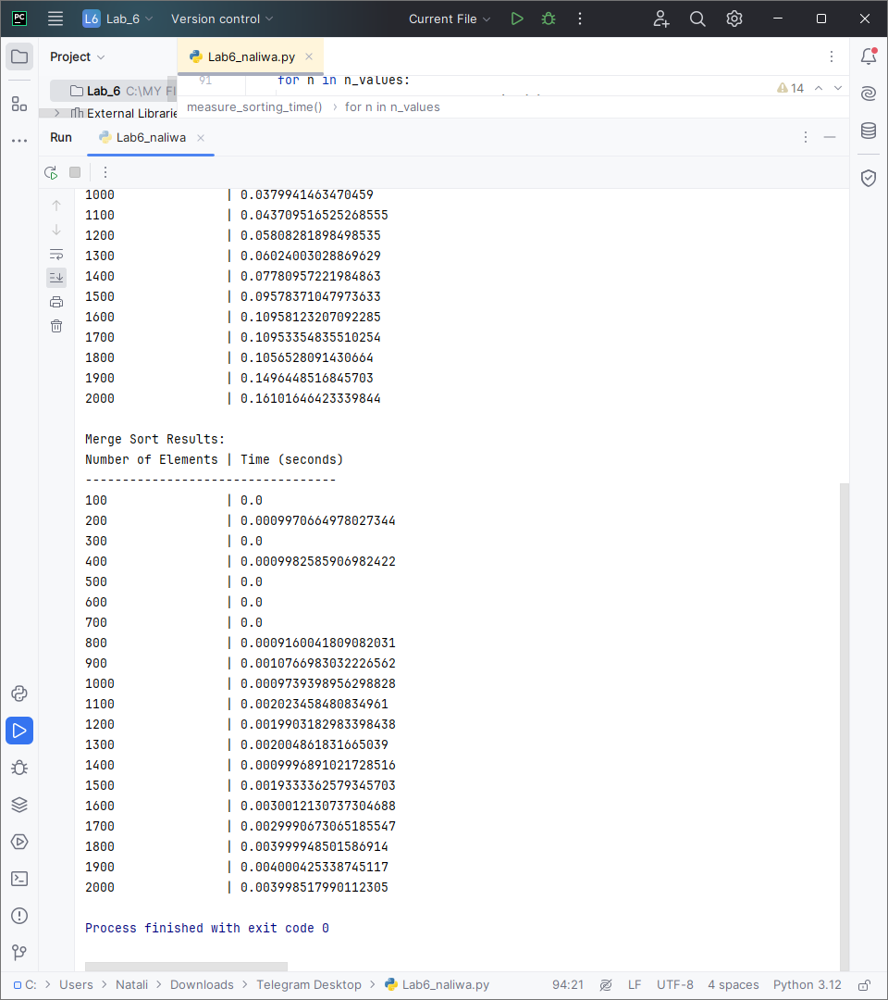 PC L6 Lab_6 Version control Current File
Project Lab6_naliwa.py
91 for n in n_values:
Lab_6 C:\MY 14
External Librarie measure_sorting_time() for n in n_values
Run Lab6_naliwa
1000 | 0.0379941463470459
1100 | 0.043709516525268555
1200 | 0.05808281898498535
1300 | 0.06024003028869629
1400 | 0.07780957221984863
1500 | 0.09578371047973633
1600 | 0.10958123207092285
1700 | 0.10953354835510254
1800 | 0.1056528091430664
1900 | 0.1496448516845703
2000 | 0.16101646423339844
Merge Sort Results:
Number of Elements | Time (seconds)
----------------------------------
100 | 0.0
200 | 0.0009970664978027344
300 | 0.0
400 | 0.0009982585906982422
500 | 0.0
600 | 0.0
700 | 0.0
800 | 0.0009160041809082031
900 | 0.0010766983032226562
1000 | 0.0009739398956298828
1100 | 0.002023458480834961
1200 | 0.0019903182983398438
1300 | 0.002004861831665039
1400 | 0.0009996891021728516
1500 | 0.0019333362579345703
1600 | 0.0030012130737304688
1700 | 0.0029990673065185547
1800 | 0.003999948501586914
1900 | 0.004000425338745117
2000 | 0.003998517990112305
Process finished with exit code 0
C: > Users > Natali > Downloads > Telegram Desktop > Lab6_naliwa.py 94:21 LF UTF-8 4 spaces Python 3.12